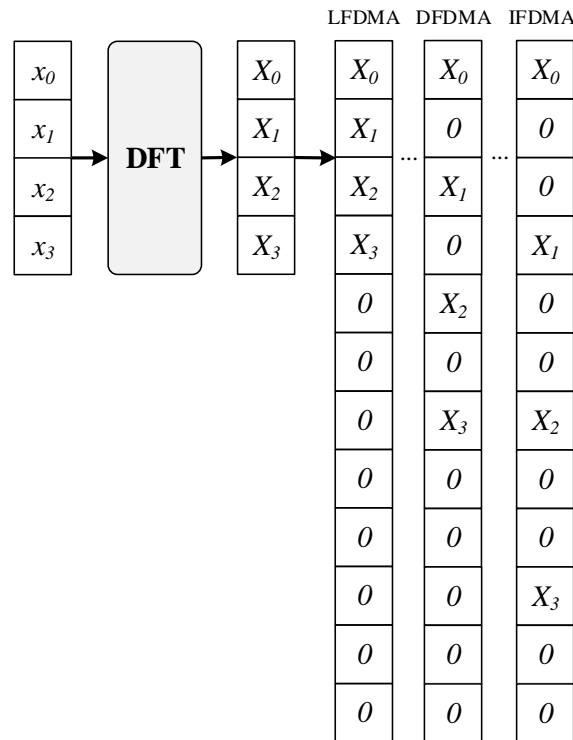 LFDMA DFDMA IFDMA
x₀ X₀ X₀ X₀ X₀
x₁ X₁ X₁ 0 0
DFT ... ...
x₂ X₂ X₂ X₁ 0
x₃ X₃ X₃ 0 X₁
0 X₂ 0
0 0 0
0 X₃ X₂
0 0 0
0 0 0
0 0 X₃
0 0 0
0 0 0